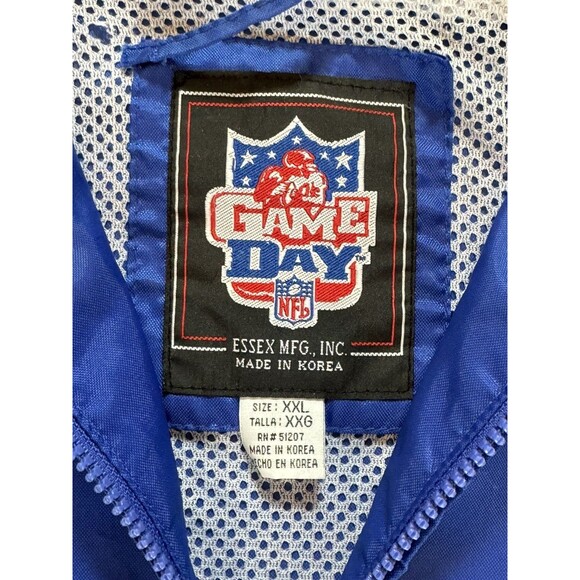 GAME
DAY™
NFL
ESSEX MFG., INC.
MADE IN KOREA
SIZE: XXL
TALLA: XXG
RN# 51207
MADE IN KOREA
HECHO EN KOREA